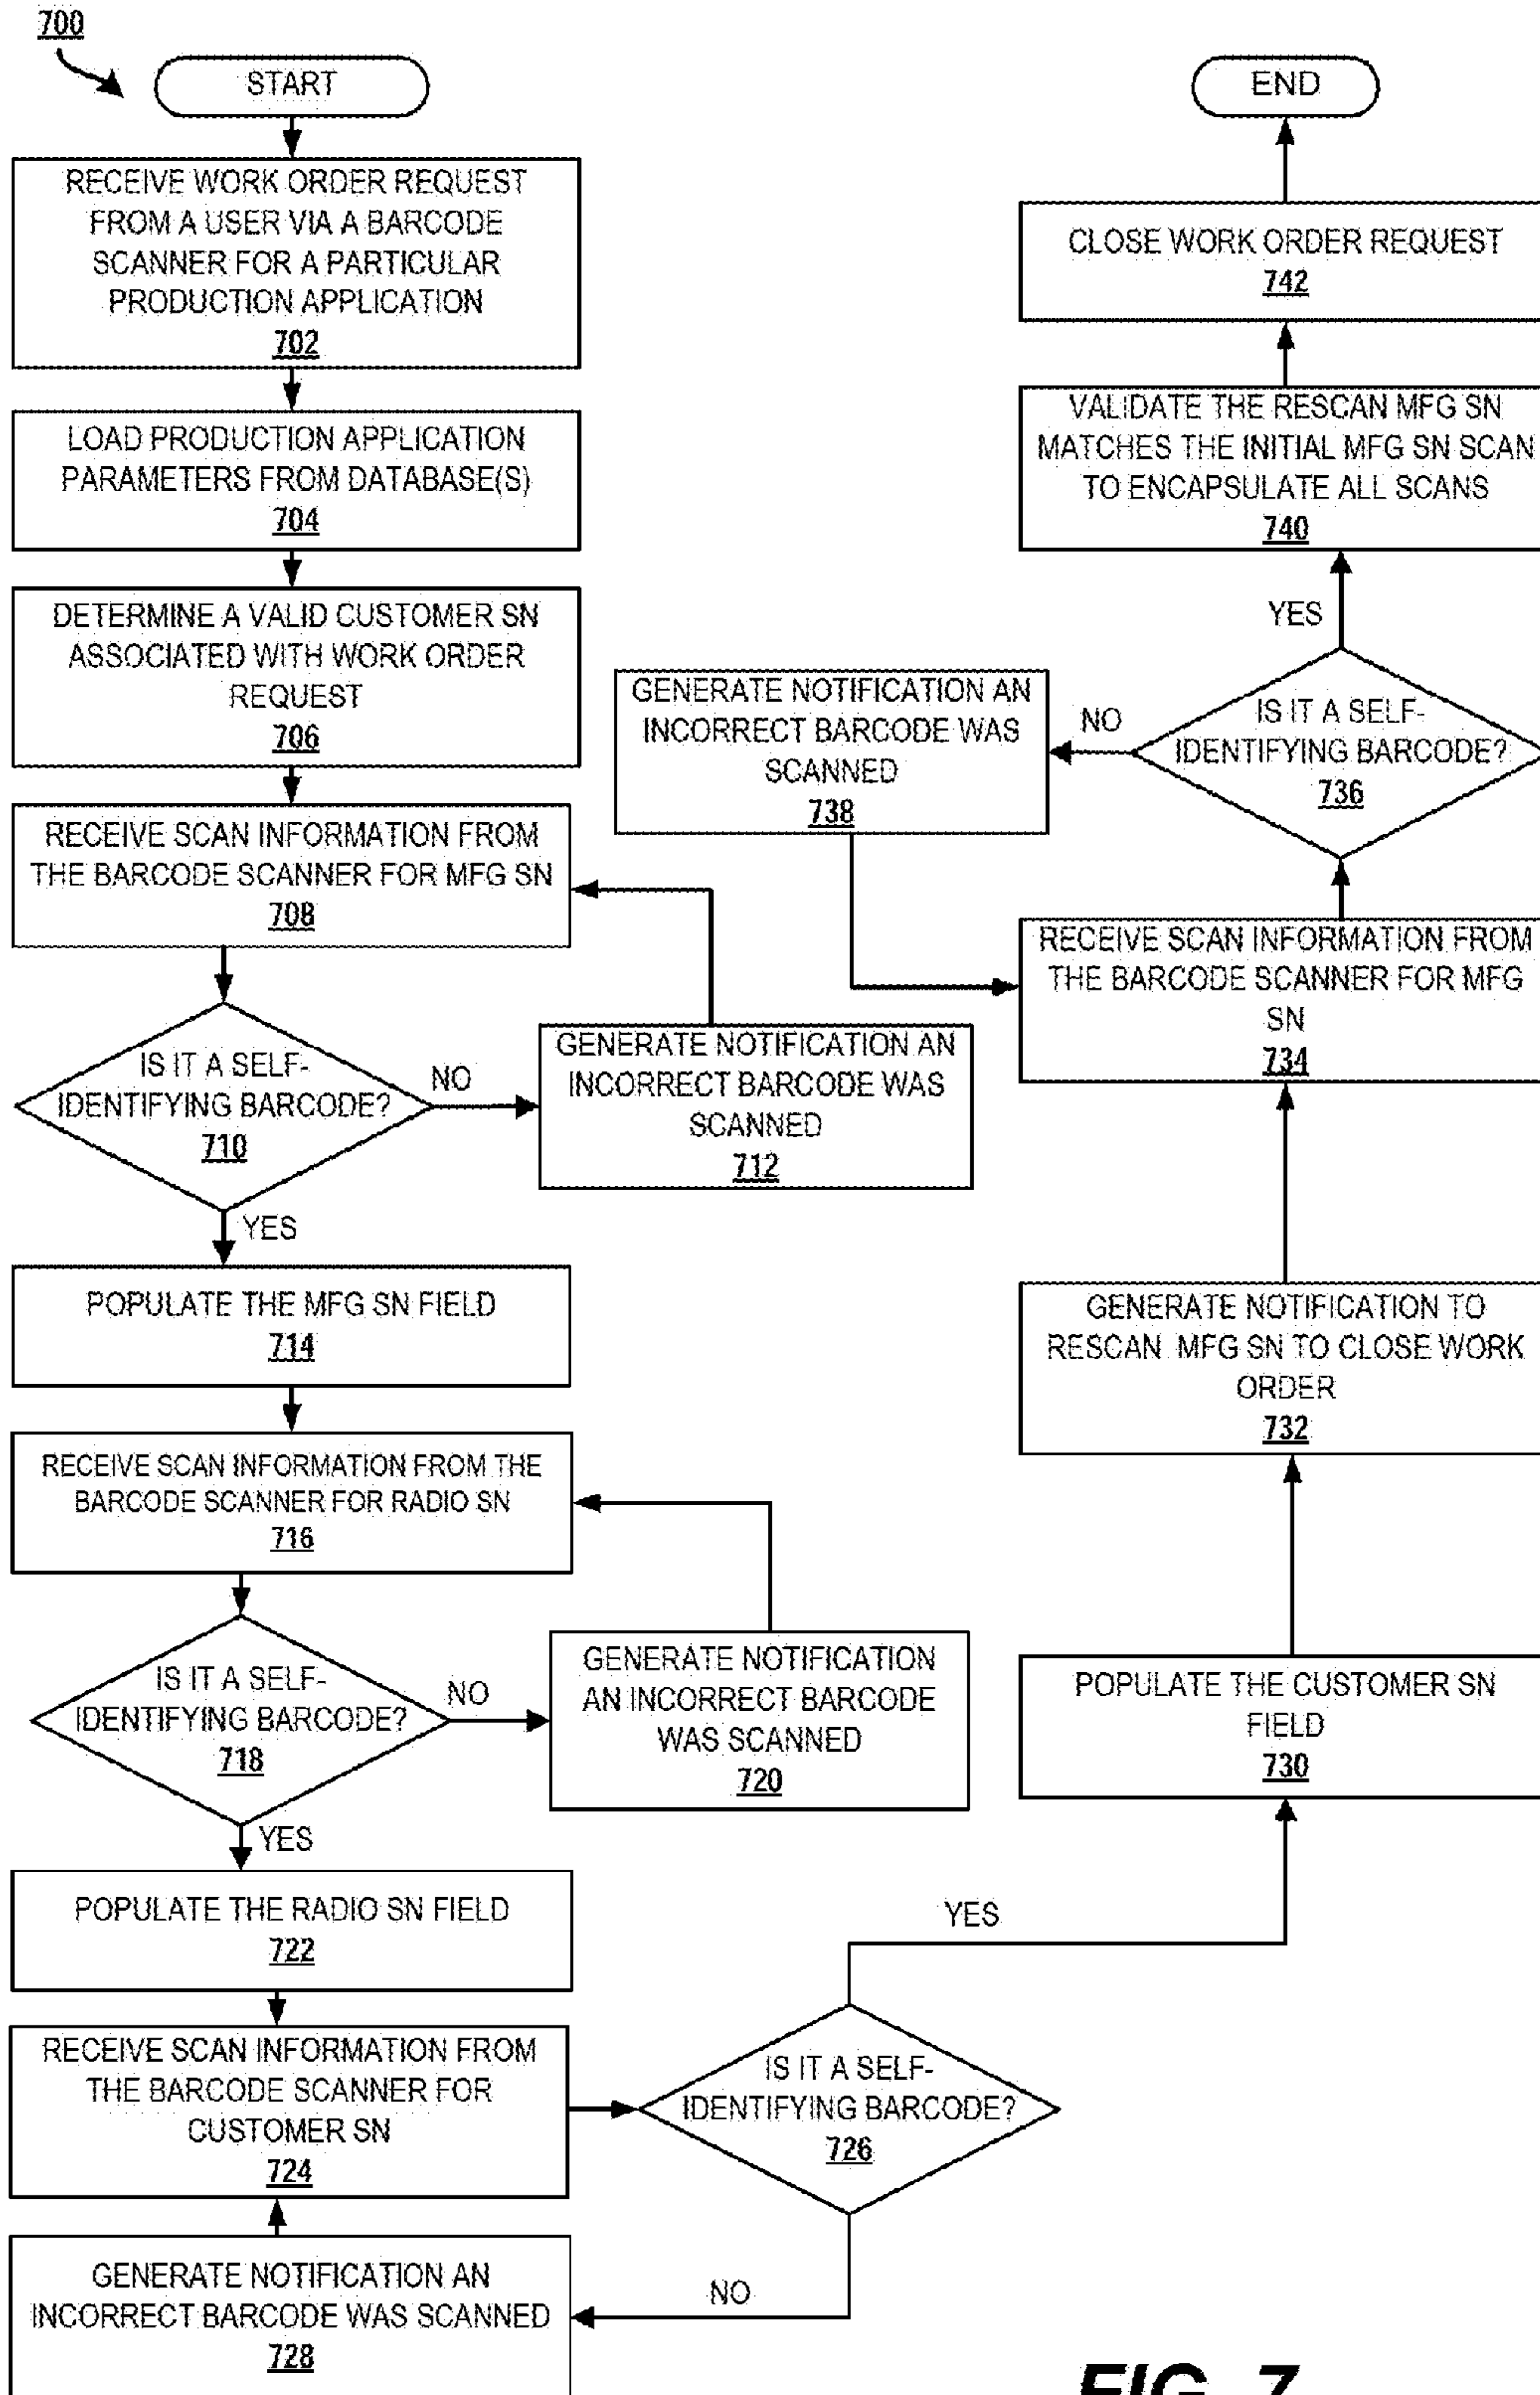 700
START
RECEIVE WORK ORDER REQUEST
FROM A USER VIA A BARCODE
SCANNER FOR A PARTICULAR
PRODUCTION APPLICATION
702
LOAD PRODUCTION APPLICATION
PARAMETERS FROM DATABASE(S)
704
DETERMINE A VALID CUSTOMER SN
ASSOCIATED WITH WORK ORDER
REQUEST
706
RECEIVE SCAN INFORMATION FROM
THE BARCODE SCANNER FOR MFG SN
708
IS IT A SELF-
IDENTIFYING BARCODE?
710
NO
GENERATE NOTIFICATION AN
INCORRECT BARCODE WAS
SCANNED
712
YES
POPULATE THE MFG SN FIELD
714
RECEIVE SCAN INFORMATION FROM THE
BARCODE SCANNER FOR RADIO SN
716
IS IT A SELF-
IDENTIFYING BARCODE?
718
NO
GENERATE NOTIFICATION
AN INCORRECT BARCODE
WAS SCANNED
720
YES
POPULATE THE RADIO SN FIELD
722
RECEIVE SCAN INFORMATION FROM
THE BARCODE SCANNER FOR
CUSTOMER SN
724
IS IT A SELF-
IDENTIFYING BARCODE?
726
NO
GENERATE NOTIFICATION AN
INCORRECT BARCODE WAS SCANNED
728
YES
POPULATE THE CUSTOMER SN
FIELD
730
GENERATE NOTIFICATION TO
RESCAN MFG SN TO CLOSE WORK
ORDER
732
RECEIVE SCAN INFORMATION FROM
THE BARCODE SCANNER FOR MFG
SN
734
IS IT A SELF-
IDENTIFYING BARCODE?
736
NO
GENERATE NOTIFICATION AN
INCORRECT BARCODE WAS
SCANNED
738
YES
VALIDATE THE RESCAN MFG SN
MATCHES THE INITIAL MFG SN SCAN
TO ENCAPSULATE ALL SCANS
740
CLOSE WORK ORDER REQUEST
742
END
FIG. 7